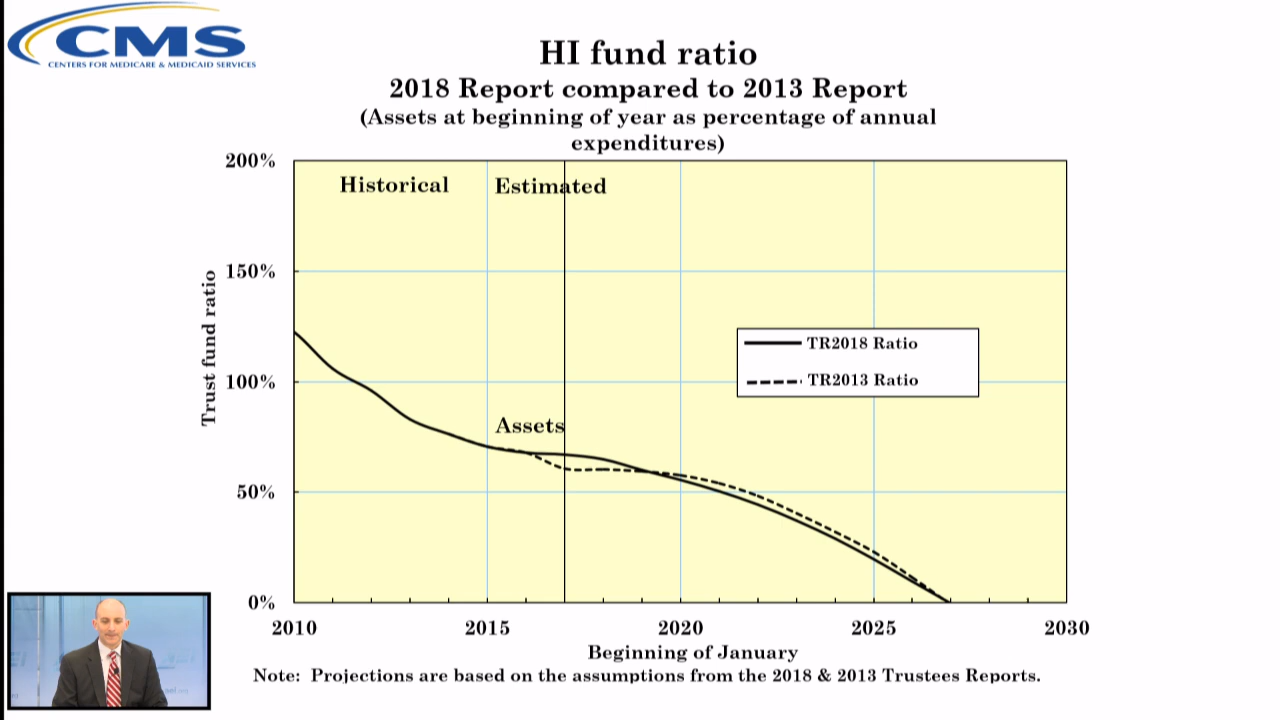 CMS
CENTERS FOR MEDICARE & MEDICAID SERVICES
HI fund ratio
2018 Report compared to 2013 Report
(Assets at beginning of year as percentage of annual
expenditures)
200%
Historical
Estimated
150%
Trust fund ratio
TR2018 Ratio
100%
TR2013 Ratio
Assets
50%
0%
2010
2015
2020
2025
2030
Beginning of January
Note: Projections are based on the assumptions from the 2018 & 2013 Trustees Reports.